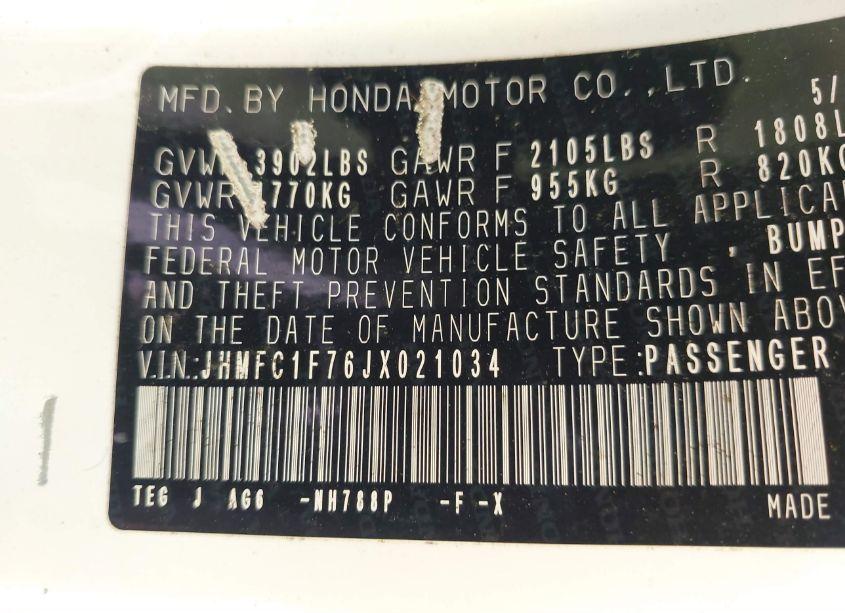 MFD. BY HONDA MOTOR CO., LTD. 5/
GVWR 3902LBS GAWR F 2105LBS R 1808L
GVWR 1770KG GAWR F 955KG R 820KG
THIS VEHICLE CONFORMS TO ALL APPLICA
FEDERAL MOTOR VEHICLE SAFETY , BUMP
AND THEFT PREVENTION STANDARDS IN EF
ON THE DATE OF MANUFACTURE SHOWN ABOV
V.I.N.:JHMFC1F76JX021034 TYPE:PASSENGER
TEG J AG6 -NH788P -F -X MADE